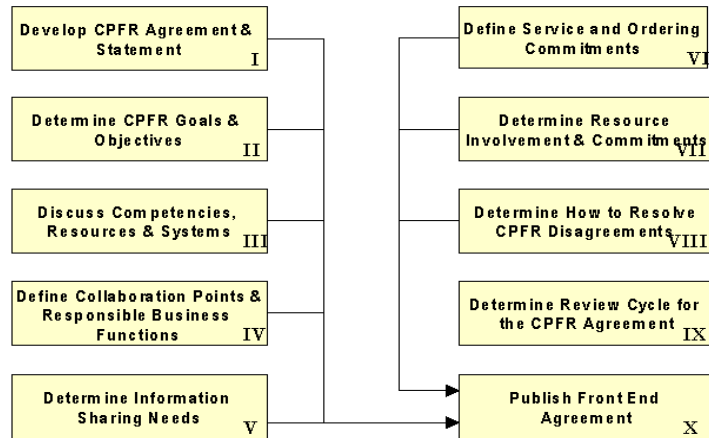 Develop CPFR Agreement &
Statement
I
Determine CPFR Goals &
Objectives
II
Discuss Competencies,
Resources & Systems
III
Define Collaboration Points &
Responsible Business
Functions
IV
Determine Information
Sharing Needs
V
Define Service and Ordering
Commitments
VI
Determine Resource
Involvement & Commitments
VII
Determine How to Resolve
CPFR Disagreements
VIII
Determine Review Cycle for
the CPFR Agreement
IX
Publish Front End
Agreement
X